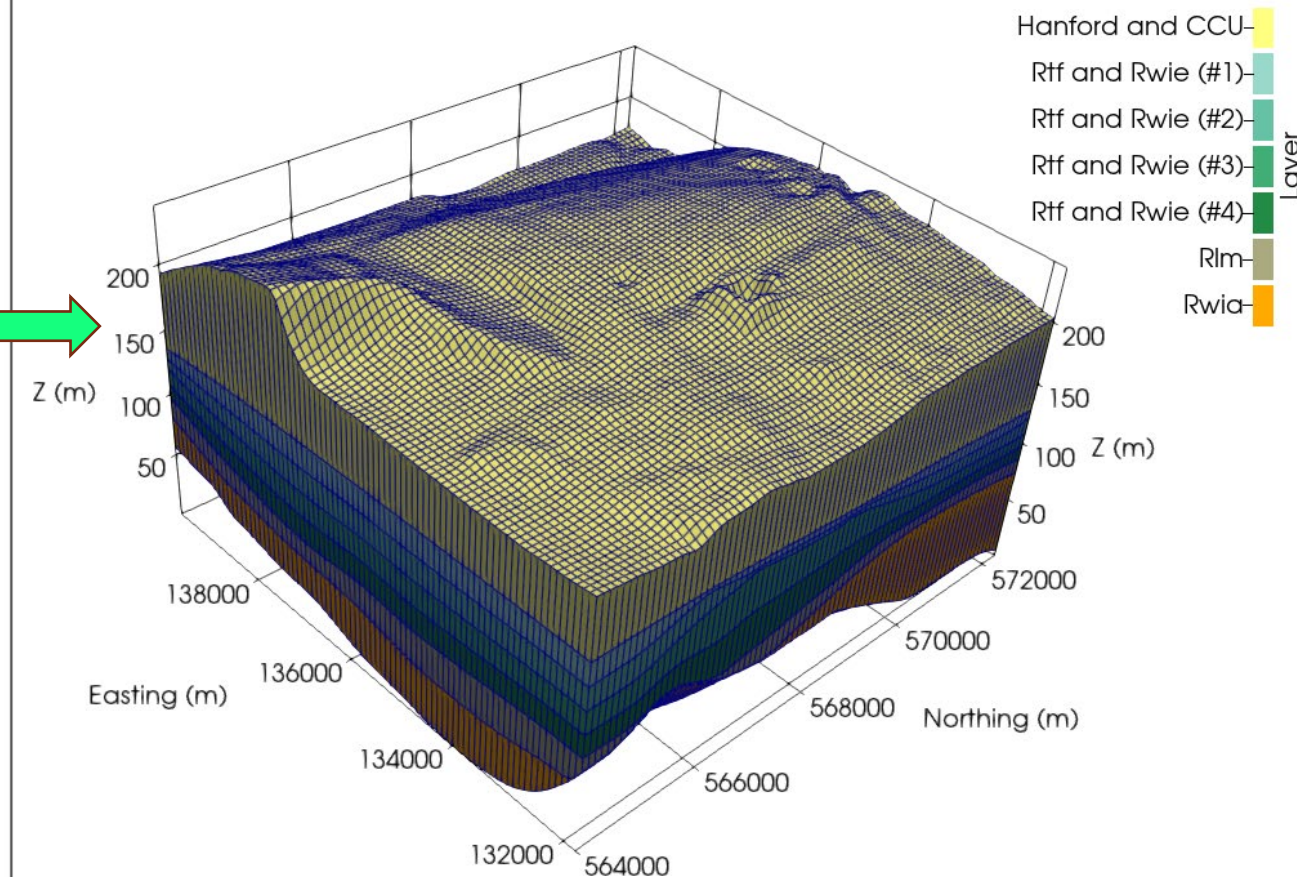 Hanford and CCU
Rtf and Rwie (#1)
Rtf and Rwie (#2)
Rtf and Rwie (#3)
Rtf and Rwie (#4)
Rlm
Rwia
Layer
200
150
100
50
Z (m)
200
150
100
50
Z (m)
138000
136000
134000
132000
Easting (m)
572000
570000
568000
566000
564000
Northing (m)